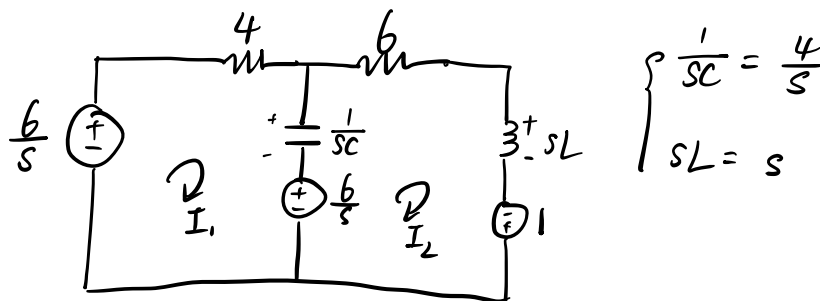 4
6
6/s
+
-
+
-
1/sC
+
-
6/s
+
-
sL
-
+
1
I₁
I₂
1/sC = 4/s
sL = s